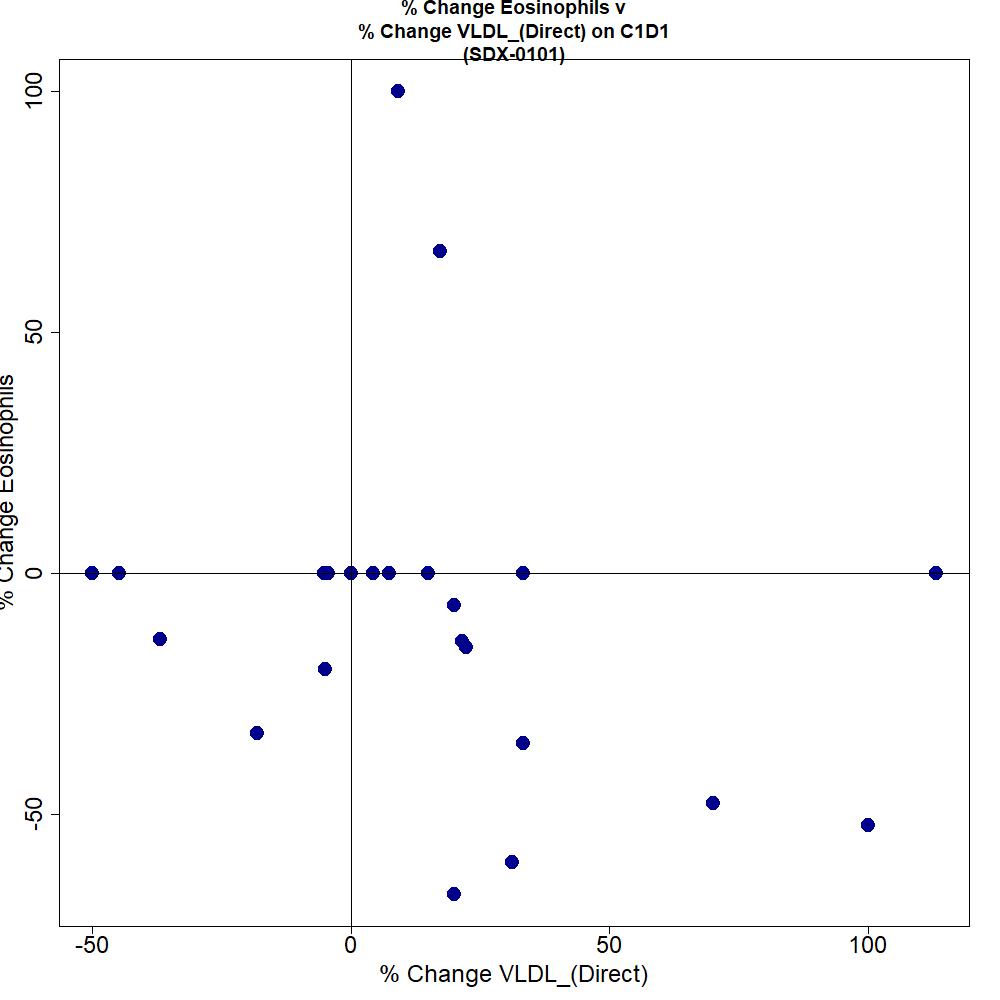 % Change Eosinophils v
% Change VLDL_(Direct) on C1D1
(SDX-0101)
100
50
0
-50
% Change Eosinophils
-50
0
50
100
% Change VLDL_(Direct)